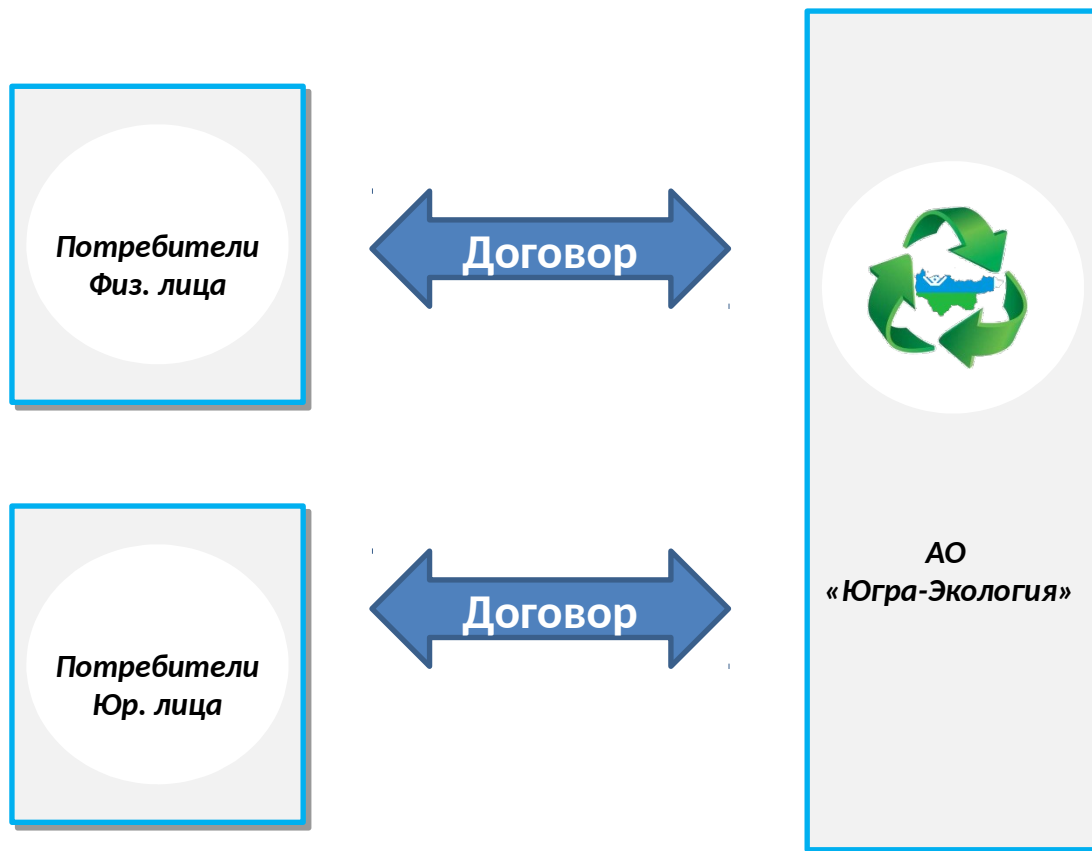 Потребители
Физ. лица
Договор
Потребители
Юр. лица
Договор
АО
«Югра-Экология»